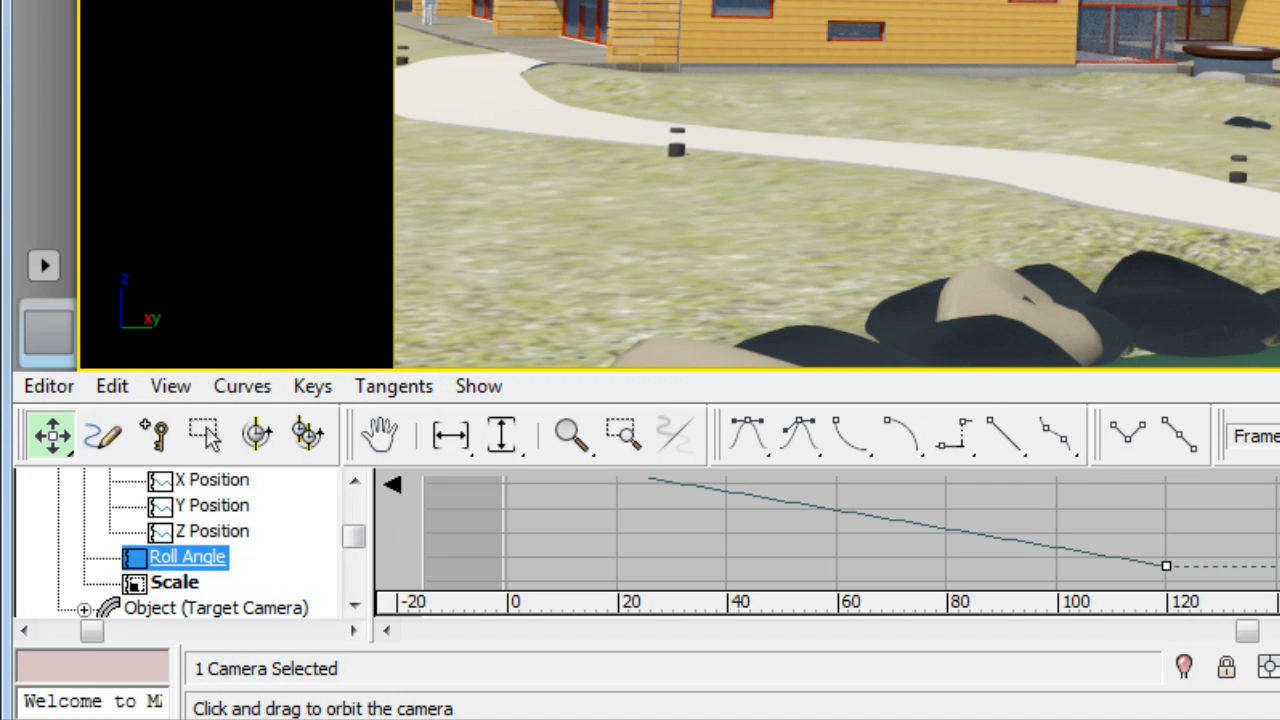 z
xy
Editor Edit View Curves Keys Tangents Show
Frame
X Position
Y Position
Z Position
Roll Angle
Scale
Object (Target Camera)
-20 0 20 40 60 80 100 120
1 Camera Selected
Welcome to M
Click and drag to orbit the camera